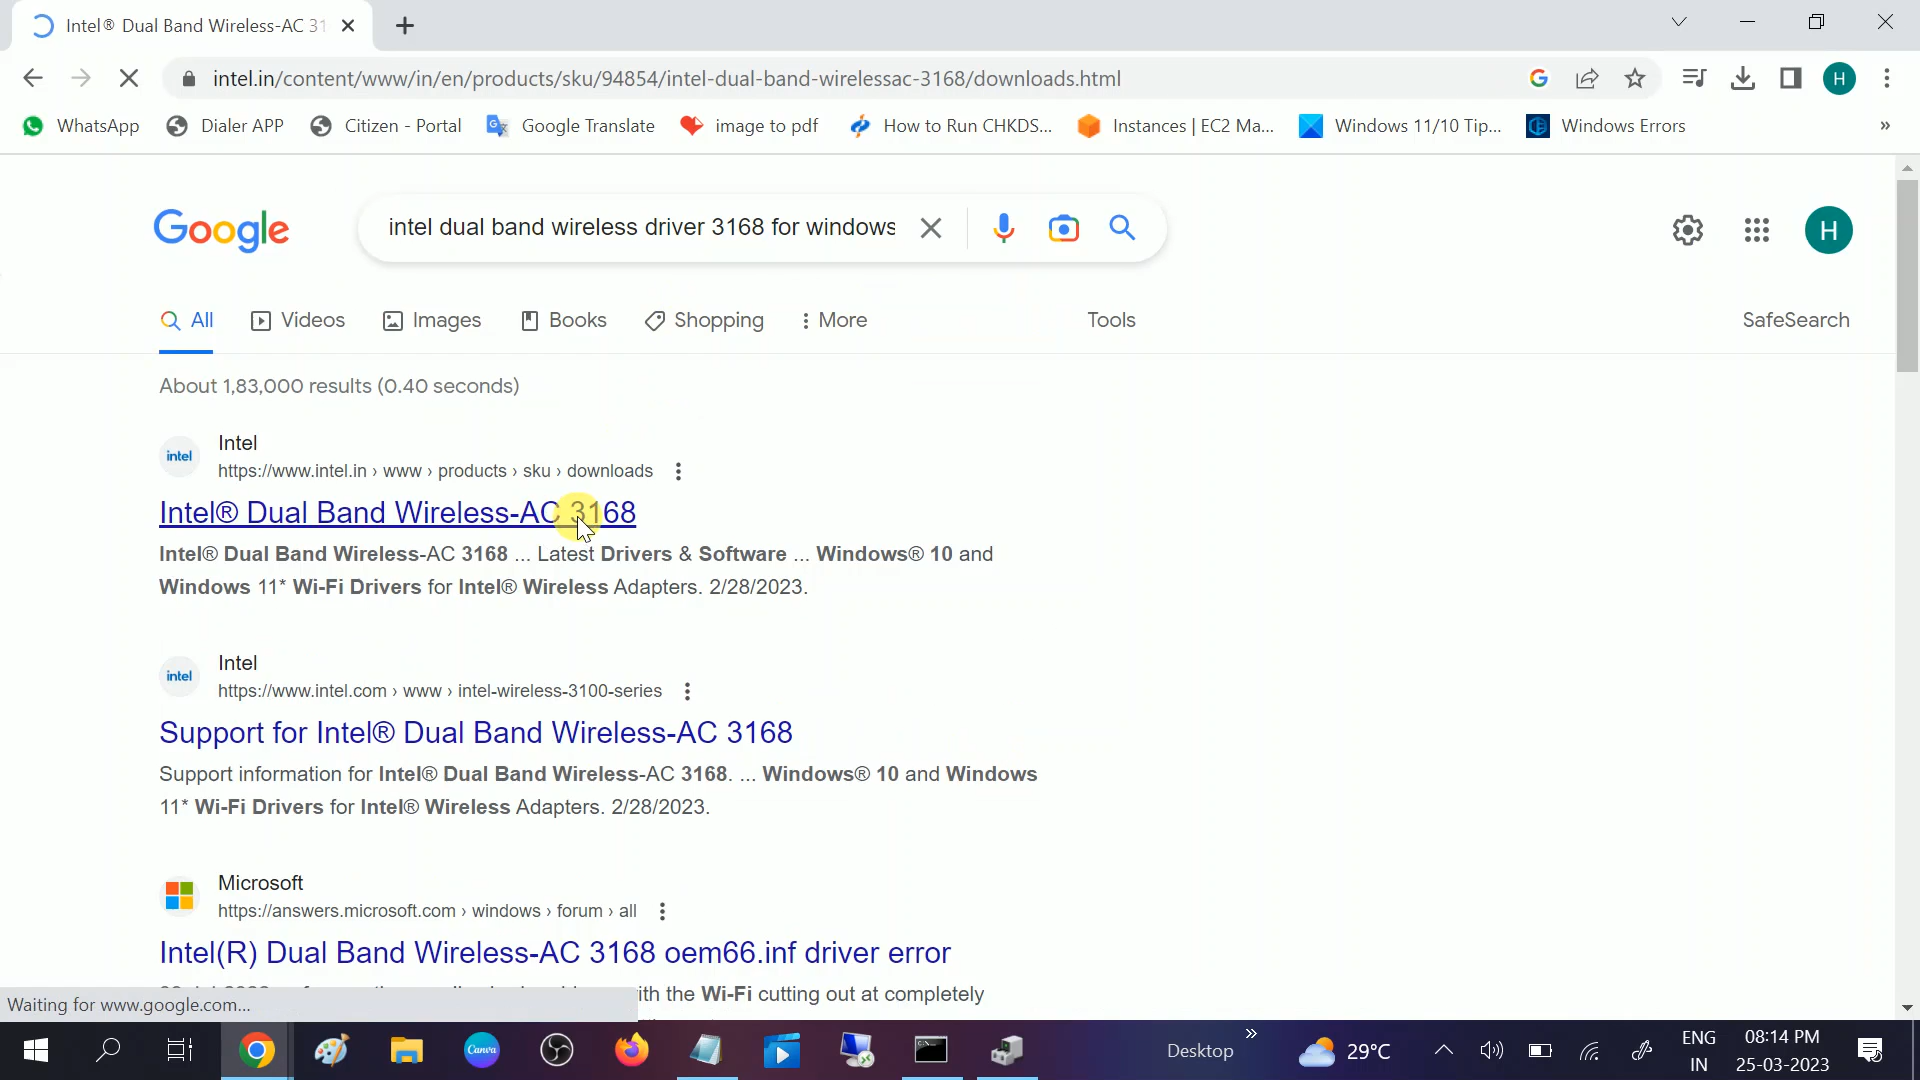 Intel® Dual Band Wireless-AC 31
intel.in/content/www/in/en/products/sku/94854/intel-dual-band-wirelessac-3168/downloads.html
H
WhatsApp Dialer APP Citizen - Portal Google Translate image to pdf How to Run CHKDS... Instances | EC2 Ma... Windows 11/10 Tip... Windows Errors »
Google intel dual band wireless driver 3168 for windows H
All Videos Images Books Shopping More Tools SafeSearch
About 1,83,000 results (0.40 seconds)
intel Intel
https://www.intel.in › www › products › sku › downloads
Intel® Dual Band Wireless-AC 3168
Intel® Dual Band Wireless-AC 3168 ... Latest Drivers & Software ... Windows® 10 and
Windows 11* Wi-Fi Drivers for Intel® Wireless Adapters. 2/28/2023.
intel Intel
https://www.intel.com › www › intel-wireless-3100-series
Support for Intel® Dual Band Wireless-AC 3168
Support information for Intel® Dual Band Wireless-AC 3168. ... Windows® 10 and Windows
11* Wi-Fi Drivers for Intel® Wireless Adapters. 2/28/2023.
Microsoft
https://answers.microsoft.com › windows › forum › all
Intel(R) Dual Band Wireless-AC 3168 oem66.inf driver error
the Wi-Fi cutting out at completely
Waiting for www.google.com...
Canva Desktop » 29°C ENG IN 08:14 PM 25-03-2023